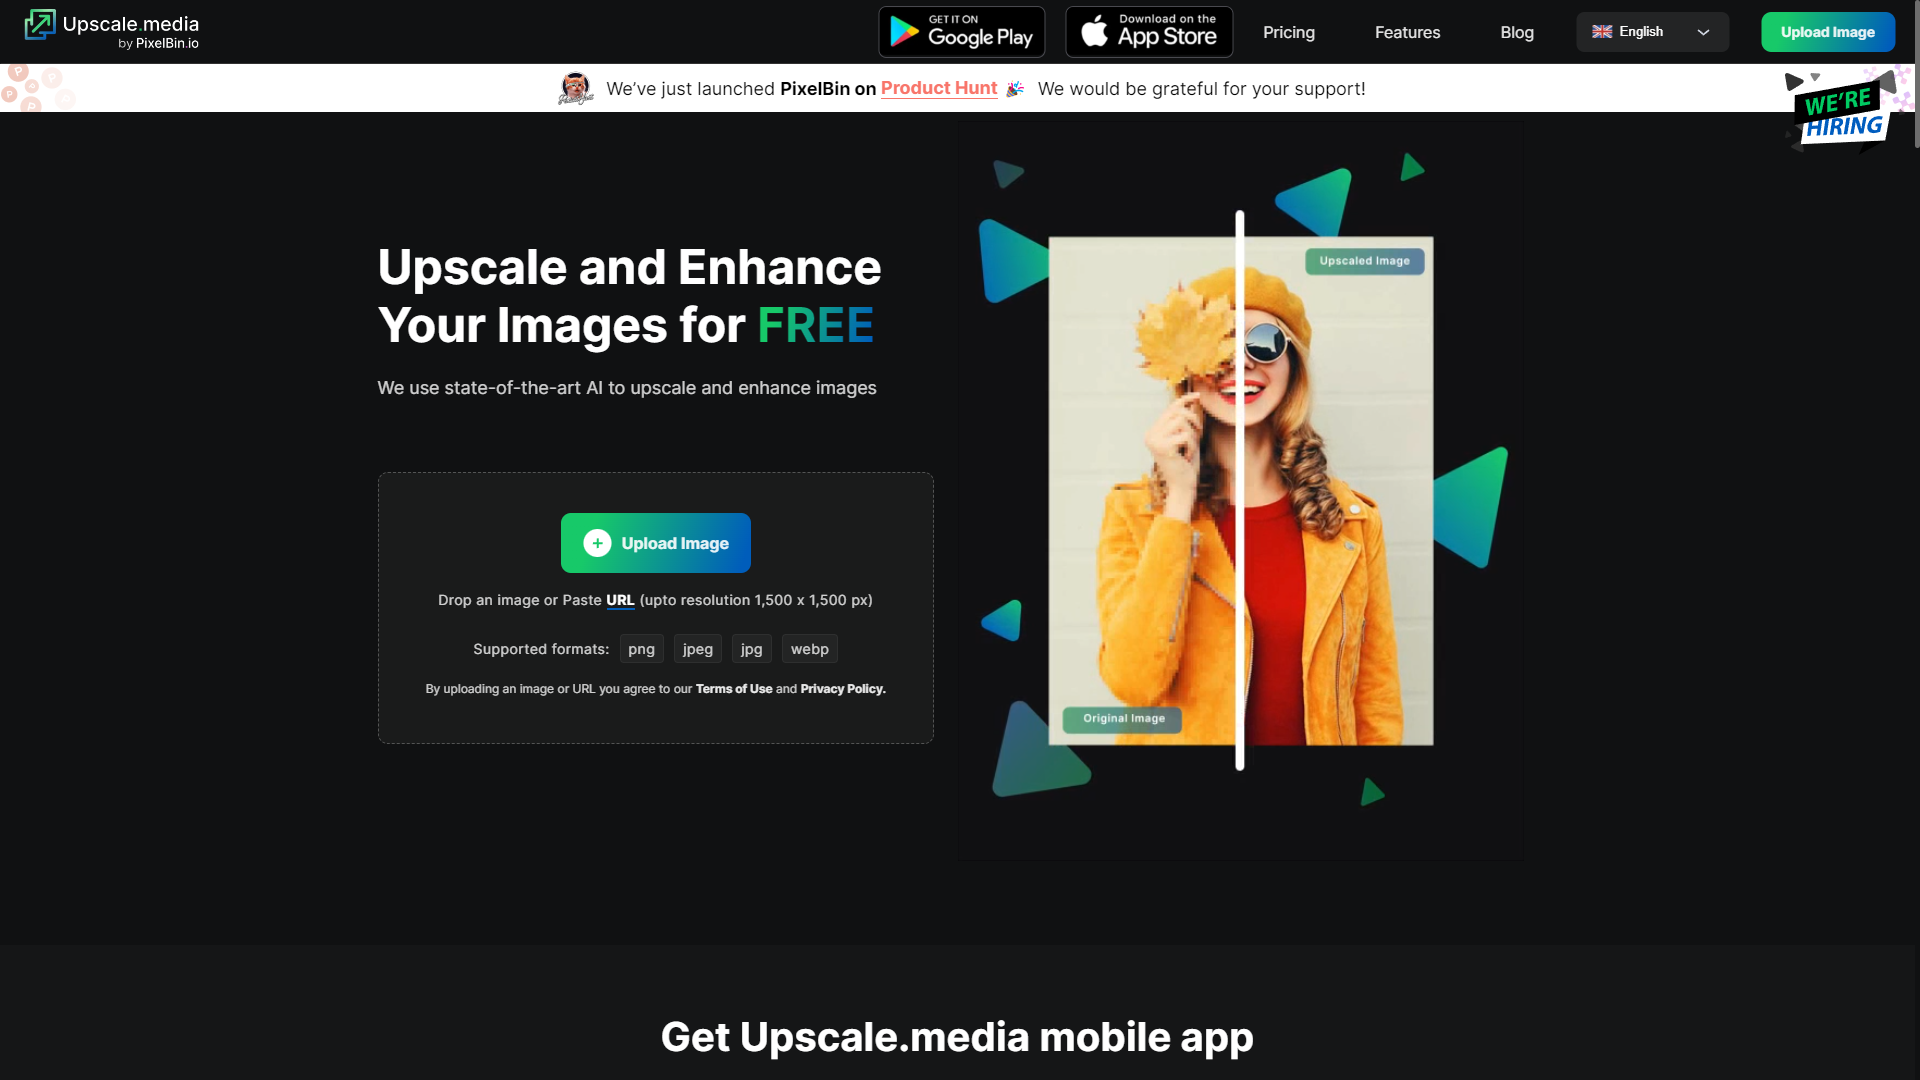 Upscale.media
by PixelBin.io
GET IT ON
Google Play
Download on the
App Store
Pricing
Features
Blog
English
Upload Image
We've just launched PixelBin on Product Hunt 🎉 We would be grateful for your support!
WE'RE
HIRING
Upscale and Enhance
Your Images for FREE
We use state-of-the-art AI to upscale and enhance images
Upload Image
Drop an image or Paste URL (upto resolution 1,500 x 1,500 px)
Supported formats: png jpeg jpg webp
By uploading an image or URL you agree to our Terms of Use and Privacy Policy.
Upscaled Image
Original Image
Get Upscale.media mobile app